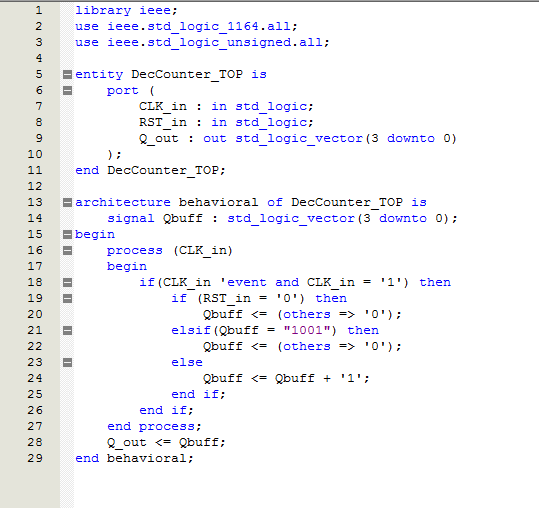 1 library ieee;
2 use ieee.std_logic_1164.all;
3 use ieee.std_logic_unsigned.all;
4
5 entity DecCounter_TOP is
6     port (
7         CLK_in : in std_logic;
8         RST_in : in std_logic;
9         Q_out : out std_logic_vector(3 downto 0)
10     );
11 end DecCounter_TOP;
12
13 architecture behavioral of DecCounter_TOP is
14     signal Qbuff : std_logic_vector(3 downto 0);
15 begin
16     process (CLK_in)
17     begin
18         if(CLK_in 'event and CLK_in = '1') then
19             if (RST_in = '0') then
20                 Qbuff <= (others => '0');
21             elsif(Qbuff = "1001") then
22                 Qbuff <= (others => '0');
23             else
24                 Qbuff <= Qbuff + '1';
25             end if;
26         end if;
27     end process;
28     Q_out <= Qbuff;
29 end behavioral;